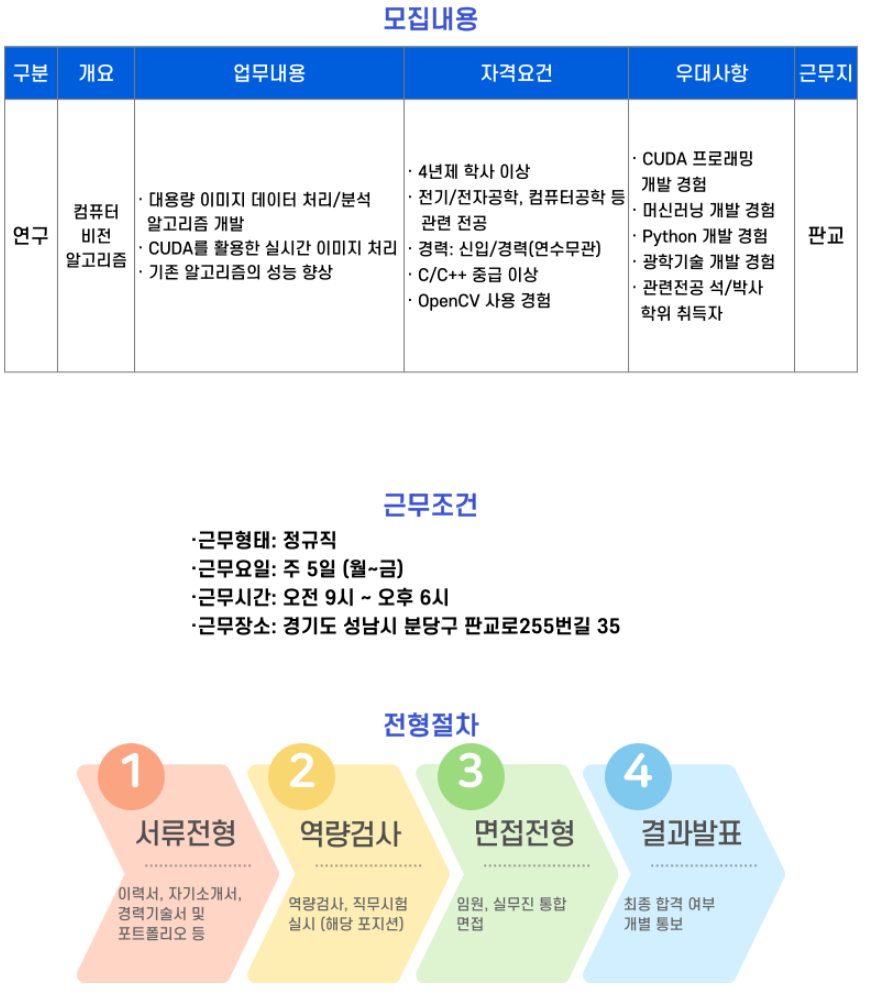 모집내용
구분 개요 업무내용 자격요건 우대사항 근무지
연구
컴퓨터
비전
알고리즘
· 대용량 이미지 데이터 처리/분석
알고리즘 개발
· CUDA를 활용한 실시간 이미지 처리
· 기존 알고리즘의 성능 향상
· 4년제 학사 이상
· 전기/전자공학, 컴퓨터공학 등
관련 전공
· 경력: 신입/경력(연수무관)
· C/C++ 중급 이상
· OpenCV 사용 경험
· CUDA 프로래밍
개발 경험
· 머신러닝 개발 경험
· Python 개발 경험
· 광학기술 개발 경험
· 관련전공 석/박사
학위 취득자
판교
근무조건
·근무형태: 정규직
·근무요일: 주 5일 (월~금)
·근무시간: 오전 9시 ~ 오후 6시
·근무장소: 경기도 성남시 분당구 판교로255번길 35
전형절차
1
서류전형
이력서, 자기소개서,
경력기술서 및
포트폴리오 등
2
역량검사
역량검사, 직무시험
실시 (해당 포지션)
3
면접전형
임원, 실무진 통합
면접
4
결과발표
최종 합격 여부
개별 통보